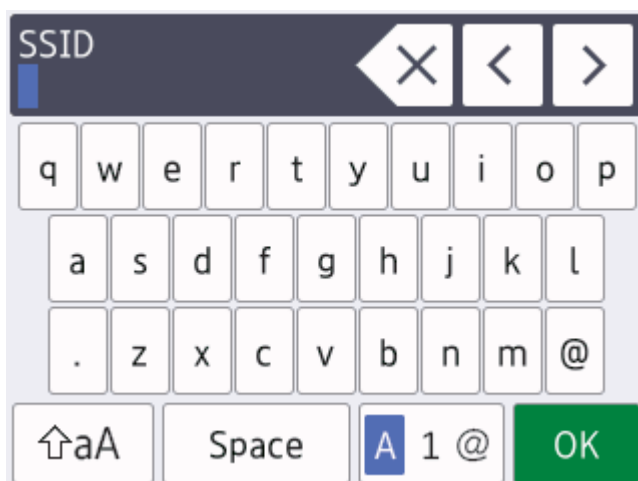 SSID
q w e r t y u i o p
a s d f g h j k l
. z x c v b n m @
aA Space A 1 @ OK